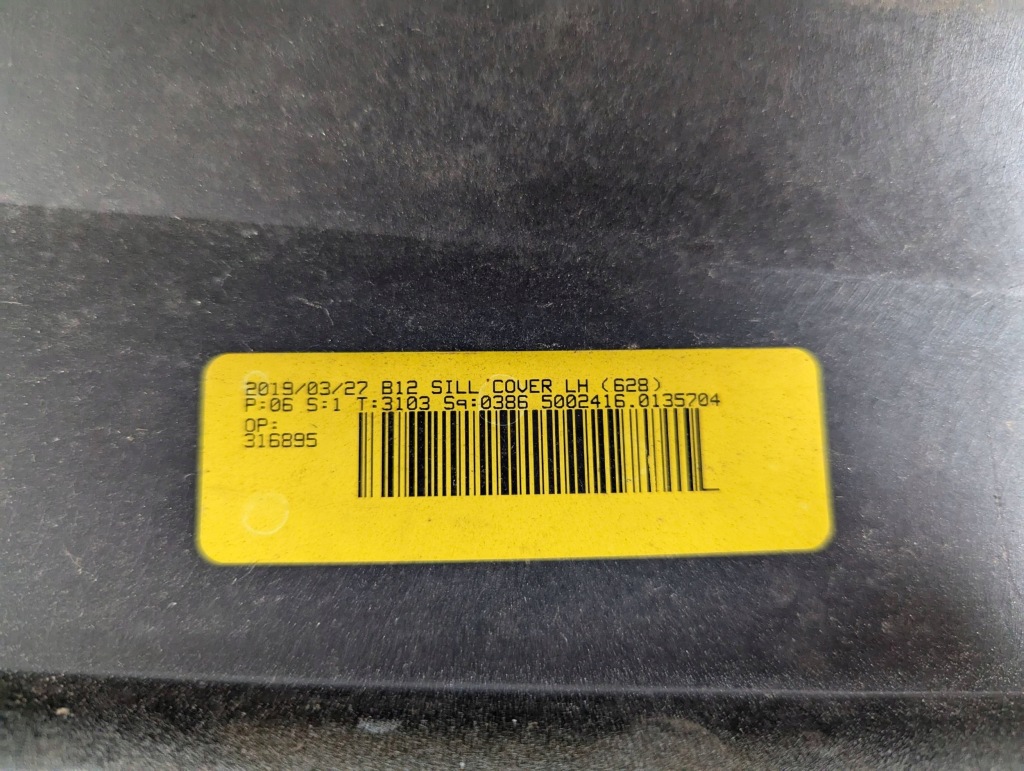 2019/03/27 B12 SILL COVER LH (628)
P:06 S:1 T:3103 Sq:0386 5002416.0135704
OP:
316895